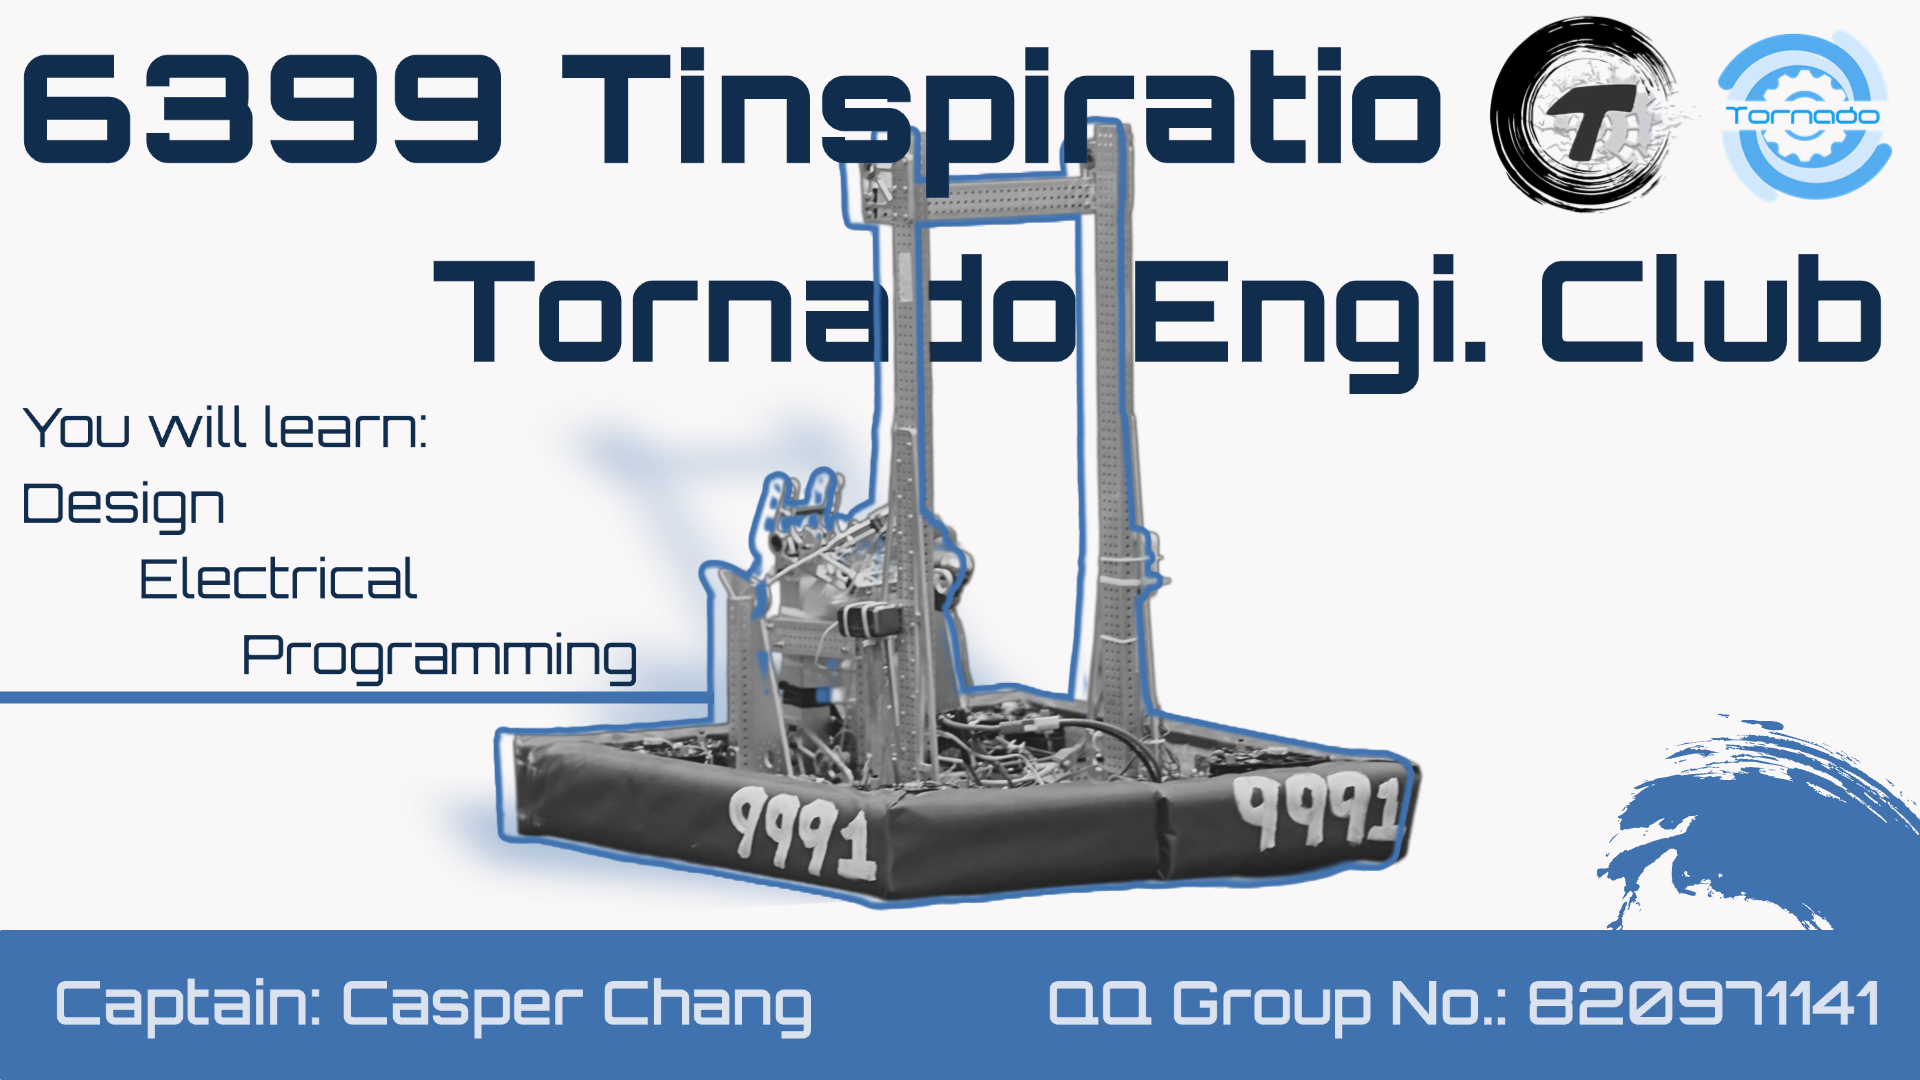 6399 Tinspiratio
T
Tornado
Tornado Engi. Club
You will learn:
Design
Electrical
Programming
9991
9991
Captain: Casper Chang
QQ Group No.: 820971141